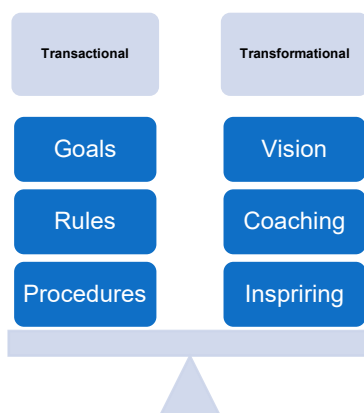 Transactional
Transformational
Goals
Vision
Rules
Coaching
Procedures
Inspriring